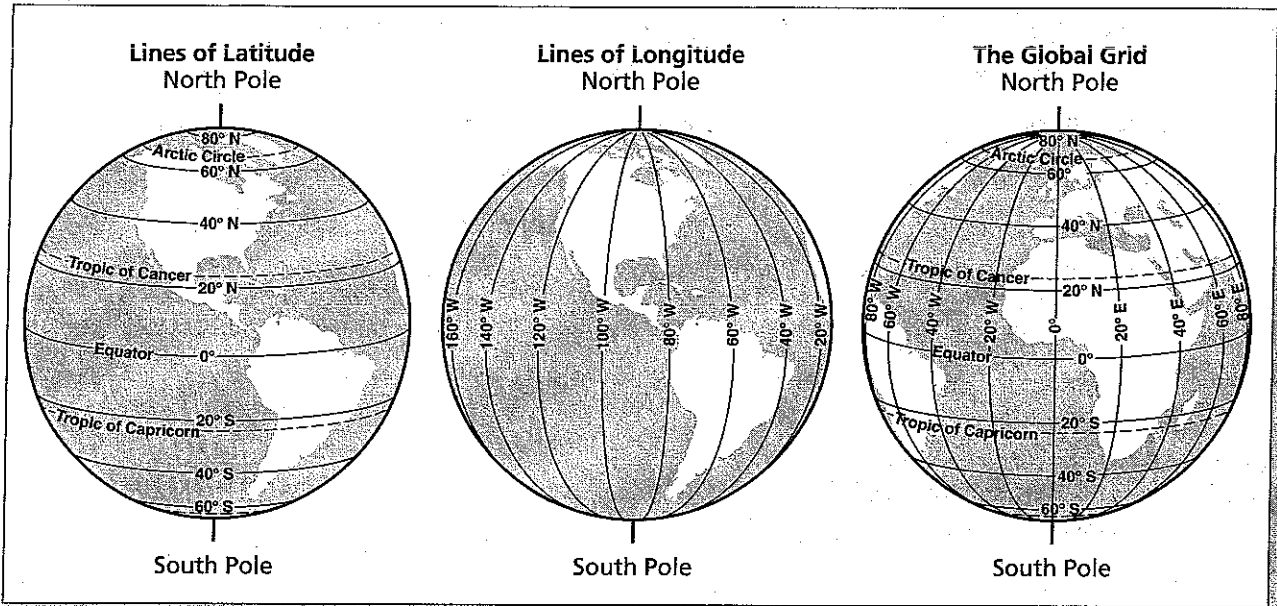 Lines of Latitude
North Pole
80° N
Arctic Circle
60° N
40° N
Tropic of Cancer
20° N
Equator
0°
20° S
Tropic of Capricorn
40° S
60° S
South Pole
Lines of Longitude
North Pole
160° W
140° W
120° W
100° W
80° W
60° W
40° W
20° W
South Pole
The Global Grid
North Pole
80° N
Arctic Circle
60°
40° N
Tropic of Cancer
20° N
80° W
60° W
40° W
20° W
0°
20° E
40° E
60° E
80° E
Equator
0°
20° S
Tropic of Capricorn
40° S
60° S
South Pole